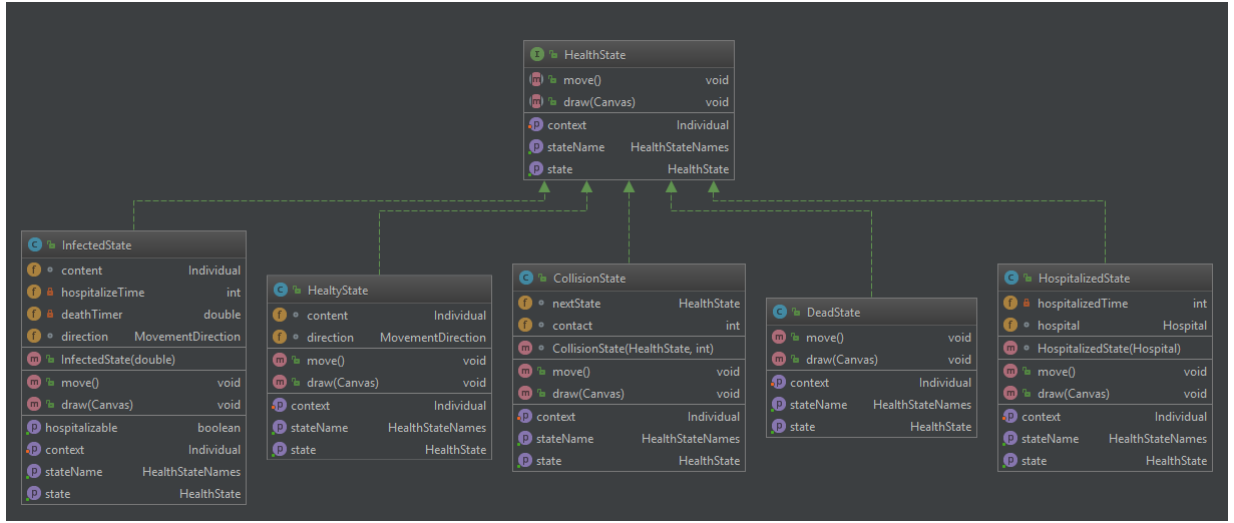 HealthState
move() void
draw(Canvas) void
context Individual
stateName HealthStateNames
state HealthState
InfectedState
content Individual
hospitalizeTime int
deathTimer double
direction MovementDirection
InfectedState(double)
move() void
draw(Canvas) void
hospitalizable boolean
context Individual
stateName HealthStateNames
state HealthState
HealtyState
content Individual
direction MovementDirection
move() void
draw(Canvas) void
context Individual
stateName HealthStateNames
state HealthState
CollisionState
nextState HealthState
contact int
CollisionState(HealthState, int)
move() void
draw(Canvas) void
context Individual
stateName HealthStateNames
state HealthState
DeadState
move() void
draw(Canvas) void
context Individual
stateName HealthStateNames
state HealthState
HospitalizedState
hospitalizedTime int
hospital Hospital
HospitalizedState(Hospital)
move() void
draw(Canvas) void
context Individual
stateName HealthStateNames
state HealthState